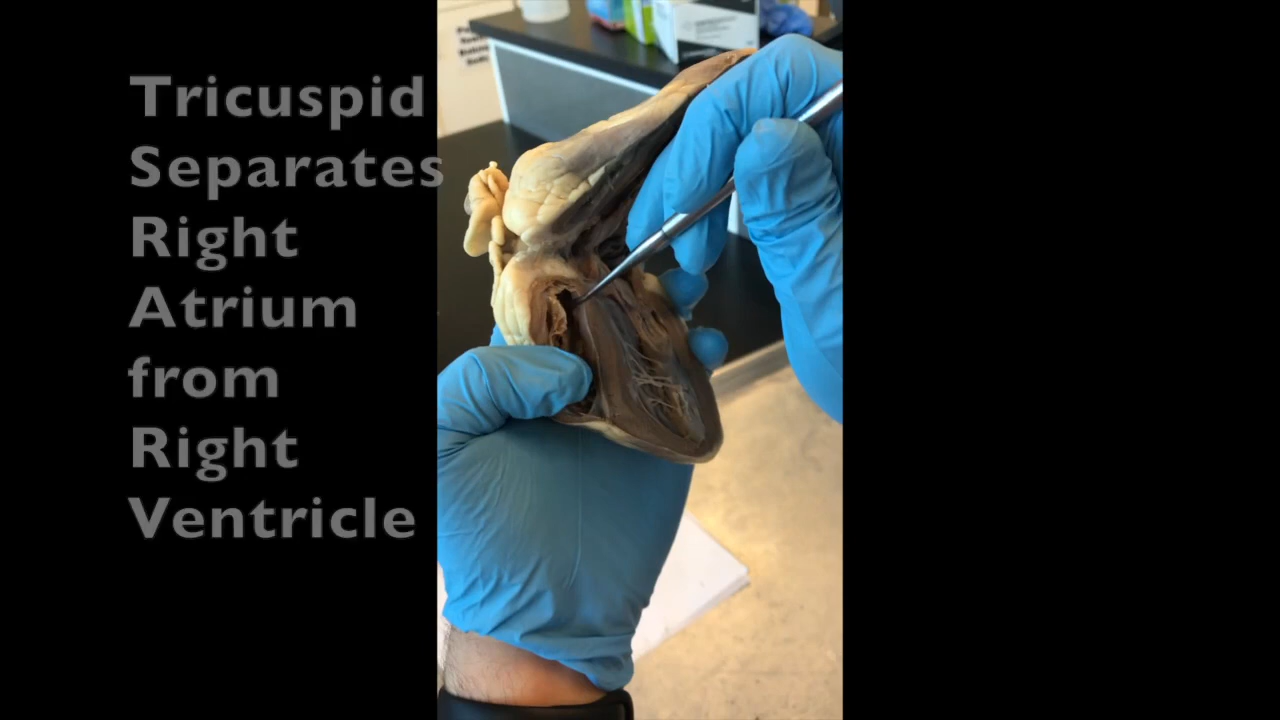 Tricuspid
Separates
Right
Atrium
from
Right
Ventricle